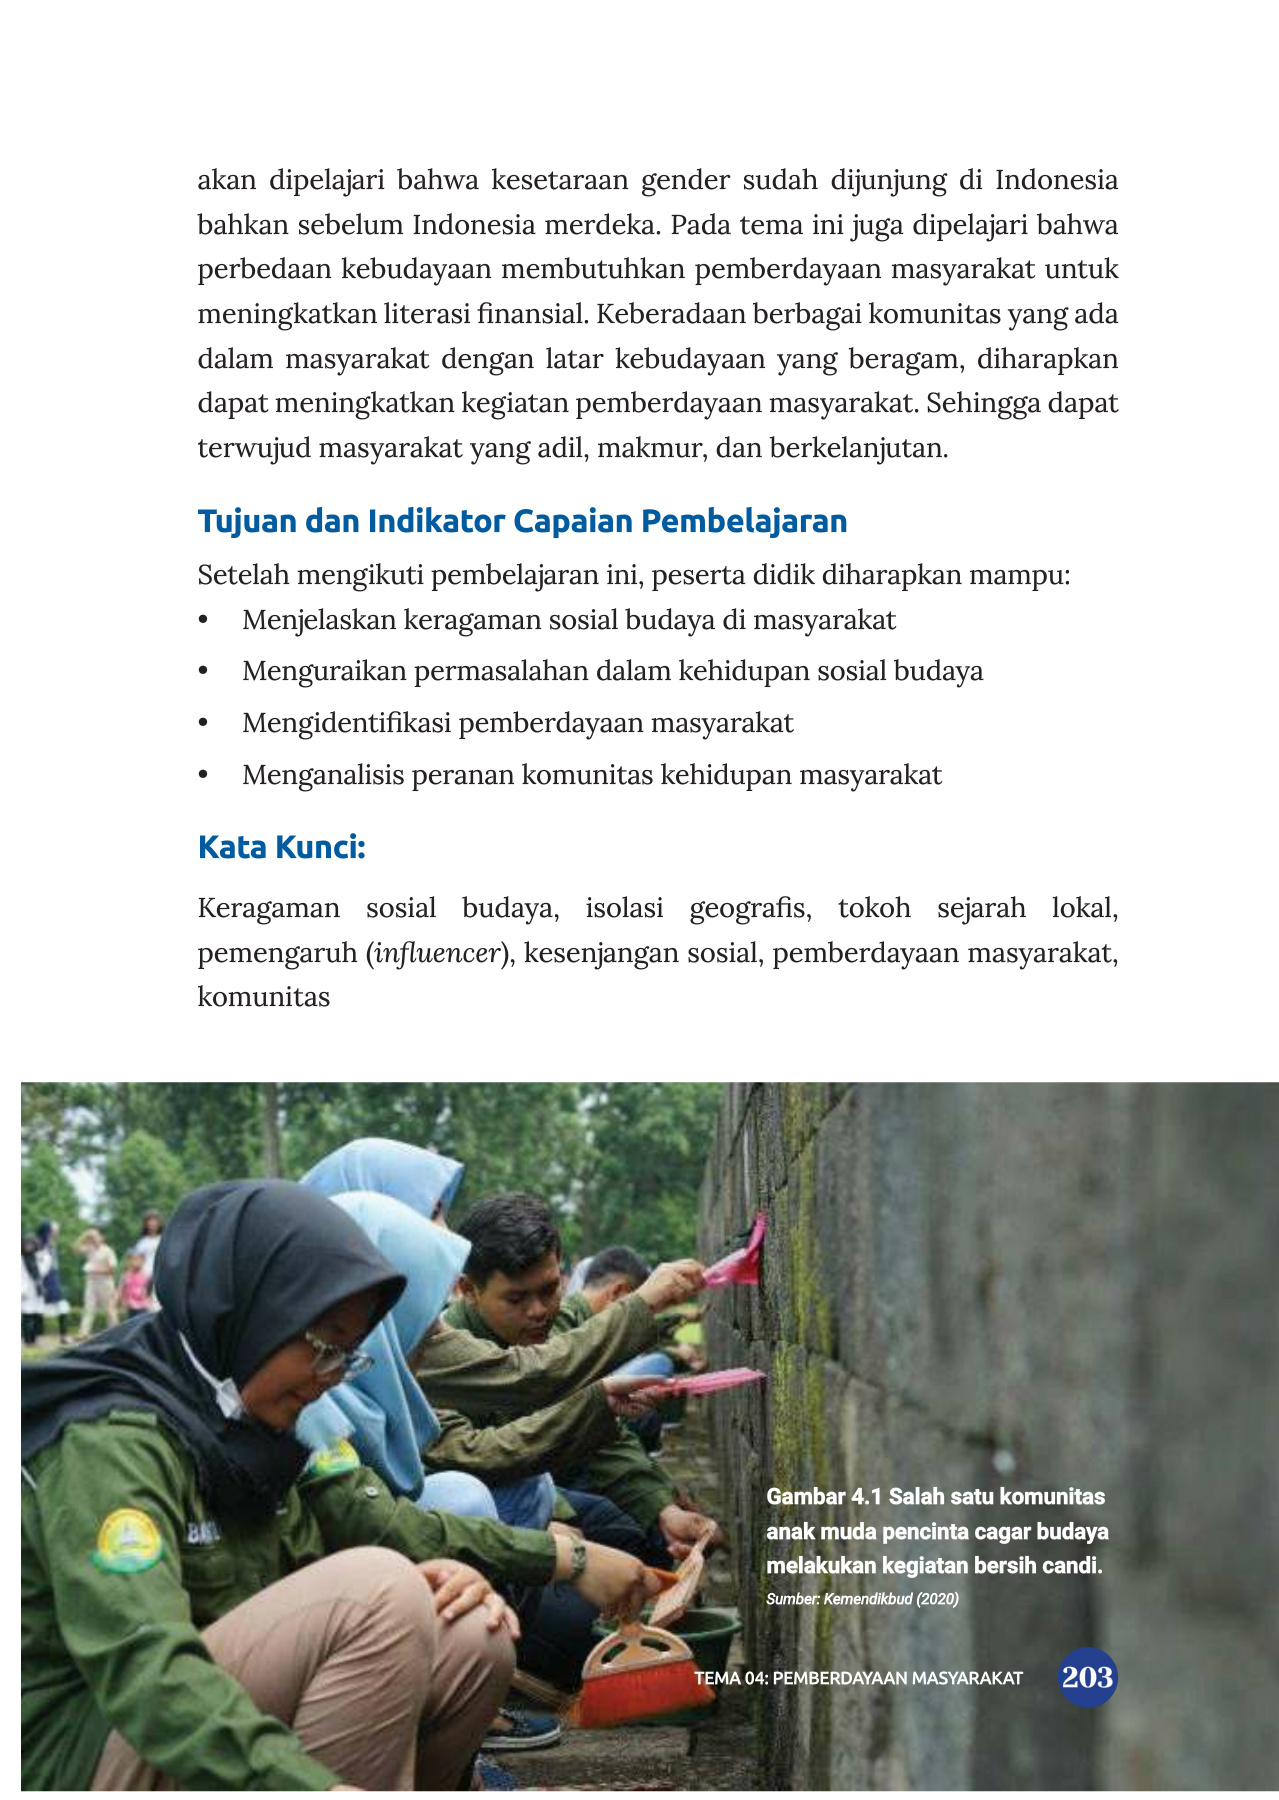 akan dipelajari bahwa kesetaraan gender sudah dijunjung di Indonesia
bahkan sebelum Indonesia merdeka. Pada tema ini juga dipelajari bahwa
perbedaan kebudayaan membutuhkan pemberdayaan masyarakat untuk
meningkatkan literasi finansial. Keberadaan berbagai komunitas yang ada
dalam masyarakat dengan latar kebudayaan yang beragam, diharapkan
dapat meningkatkan kegiatan pemberdayaan masyarakat. Sehingga dapat
terwujud masyarakat yang adil, makmur, dan berkelanjutan.
Tujuan dan Indikator Capaian Pembelajaran
Setelah mengikuti pembelajaran ini, peserta didik diharapkan mampu:
• Menjelaskan keragaman sosial budaya di masyarakat
• Menguraikan permasalahan dalam kehidupan sosial budaya
• Mengidentifikasi pemberdayaan masyarakat
• Menganalisis peranan komunitas kehidupan masyarakat
Kata Kunci:
Keragaman sosial budaya, isolasi geografis, tokoh sejarah lokal,
pemengaruh (influencer), kesenjangan sosial, pemberdayaan masyarakat,
komunitas
Gambar 4.1 Salah satu komunitas
anak muda pencinta cagar budaya
melakukan kegiatan bersih candi.
Sumber: Kemendikbud (2020)
TEMA 04: PEMBERDAYAAN MASYARAKAT 203